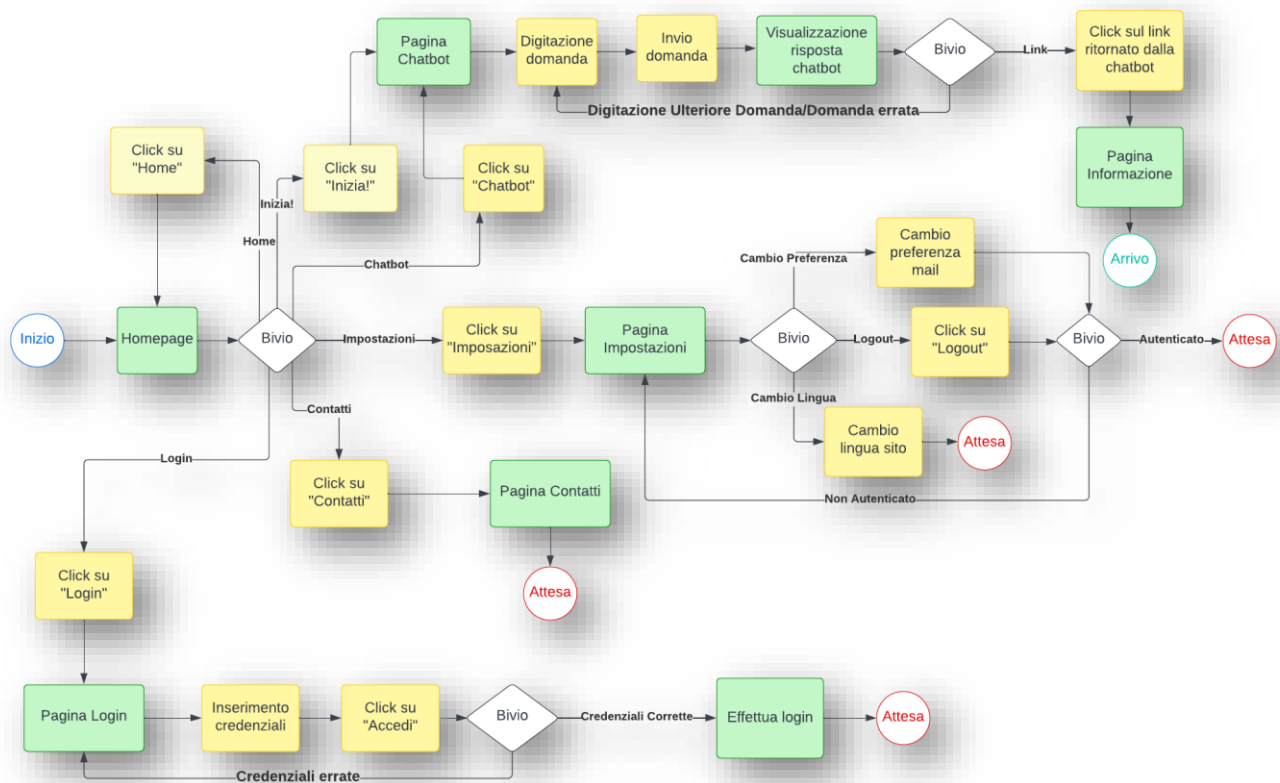 Pagina
Chatbot
Digitazione
domanda
Invio
domanda
Visualizzazione
risposta
chatbot
Bivio
Link
Click sul link
ritornato dalla
chatbot
Digitazione Ulteriore Domanda/Domanda errata
Click su
"Home"
Click su
"Inizia!"
Click su
"Chatbot"
Pagina
Informazione
Inizia!
Home
Chatbot
Cambio Preferenza
Cambio
preferenza
mail
Arrivo
Inizio
Homepage
Bivio
Impostazioni
Click su
"Imposazioni"
Pagina
Impostazioni
Bivio
Logout
Click su
"Logout"
Bivio
Autenticato
Attesa
Cambio Lingua
Contatti
Cambio
lingua sito
Attesa
Login
Click su
"Contatti"
Pagina Contatti
Non Autenticato
Click su
"Login"
Attesa
Pagina Login
Inserimento
credenziali
Click su
"Accedi"
Bivio
Credenziali Corrette
Effettua login
Attesa
Credenziali errate